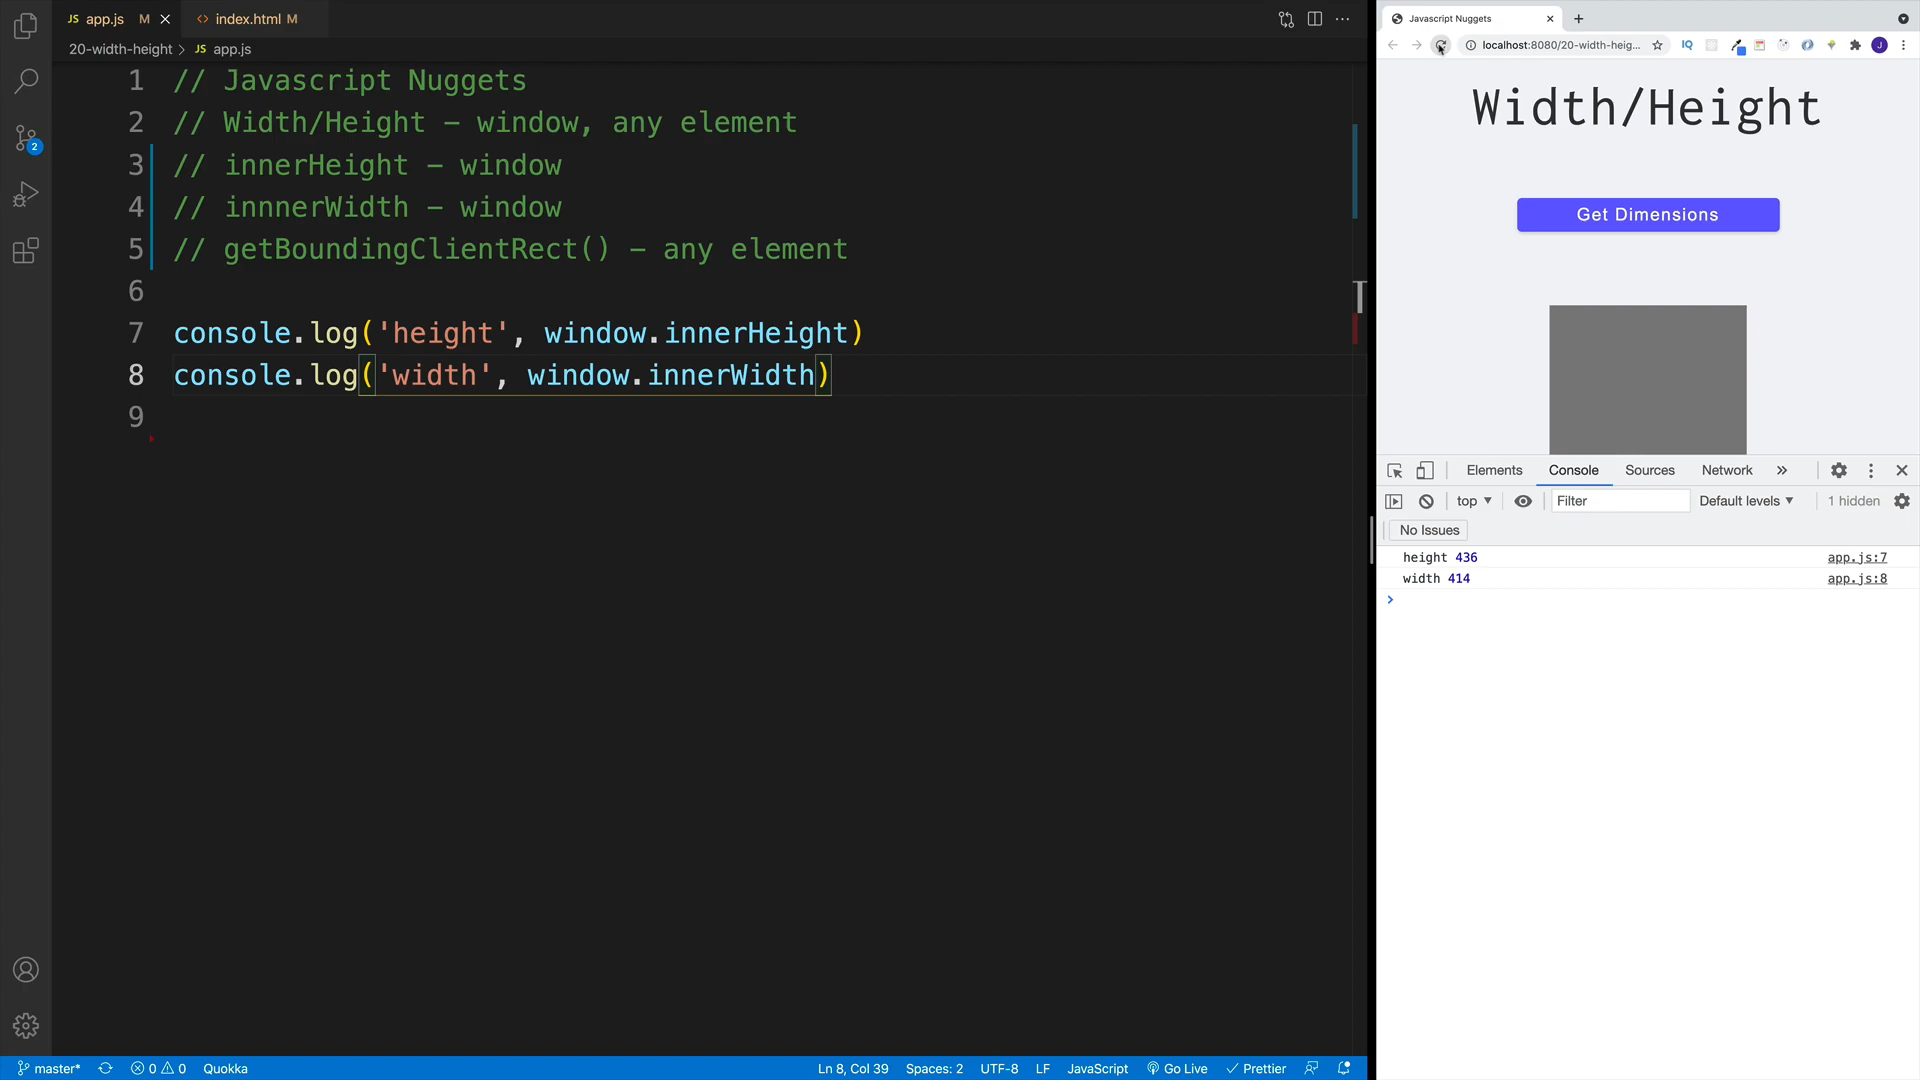 JS app.js M
<> index.html M
20-width-height > JS app.js
1 // Javascript Nuggets
2 // Width/Height – window, any element
3 // innerHeight – window
4 // innnerWidth – window
5 // getBoundingClientRect() – any element
6
7 console.log('height', window.innerHeight)
8 console.log('width', window.innerWidth)
9
2
master*
0 0
Quokka
Ln 8, Col 39
Spaces: 2
UTF-8
LF
JavaScript
Go Live
Prettier
Javascript Nuggets
localhost:8080/20-width-heig...
IQ
J
Width/Height
Get Dimensions
Elements Console Sources Network
top
Filter
Default levels
1 hidden
No Issues
height 436 app.js:7
width 414 app.js:8